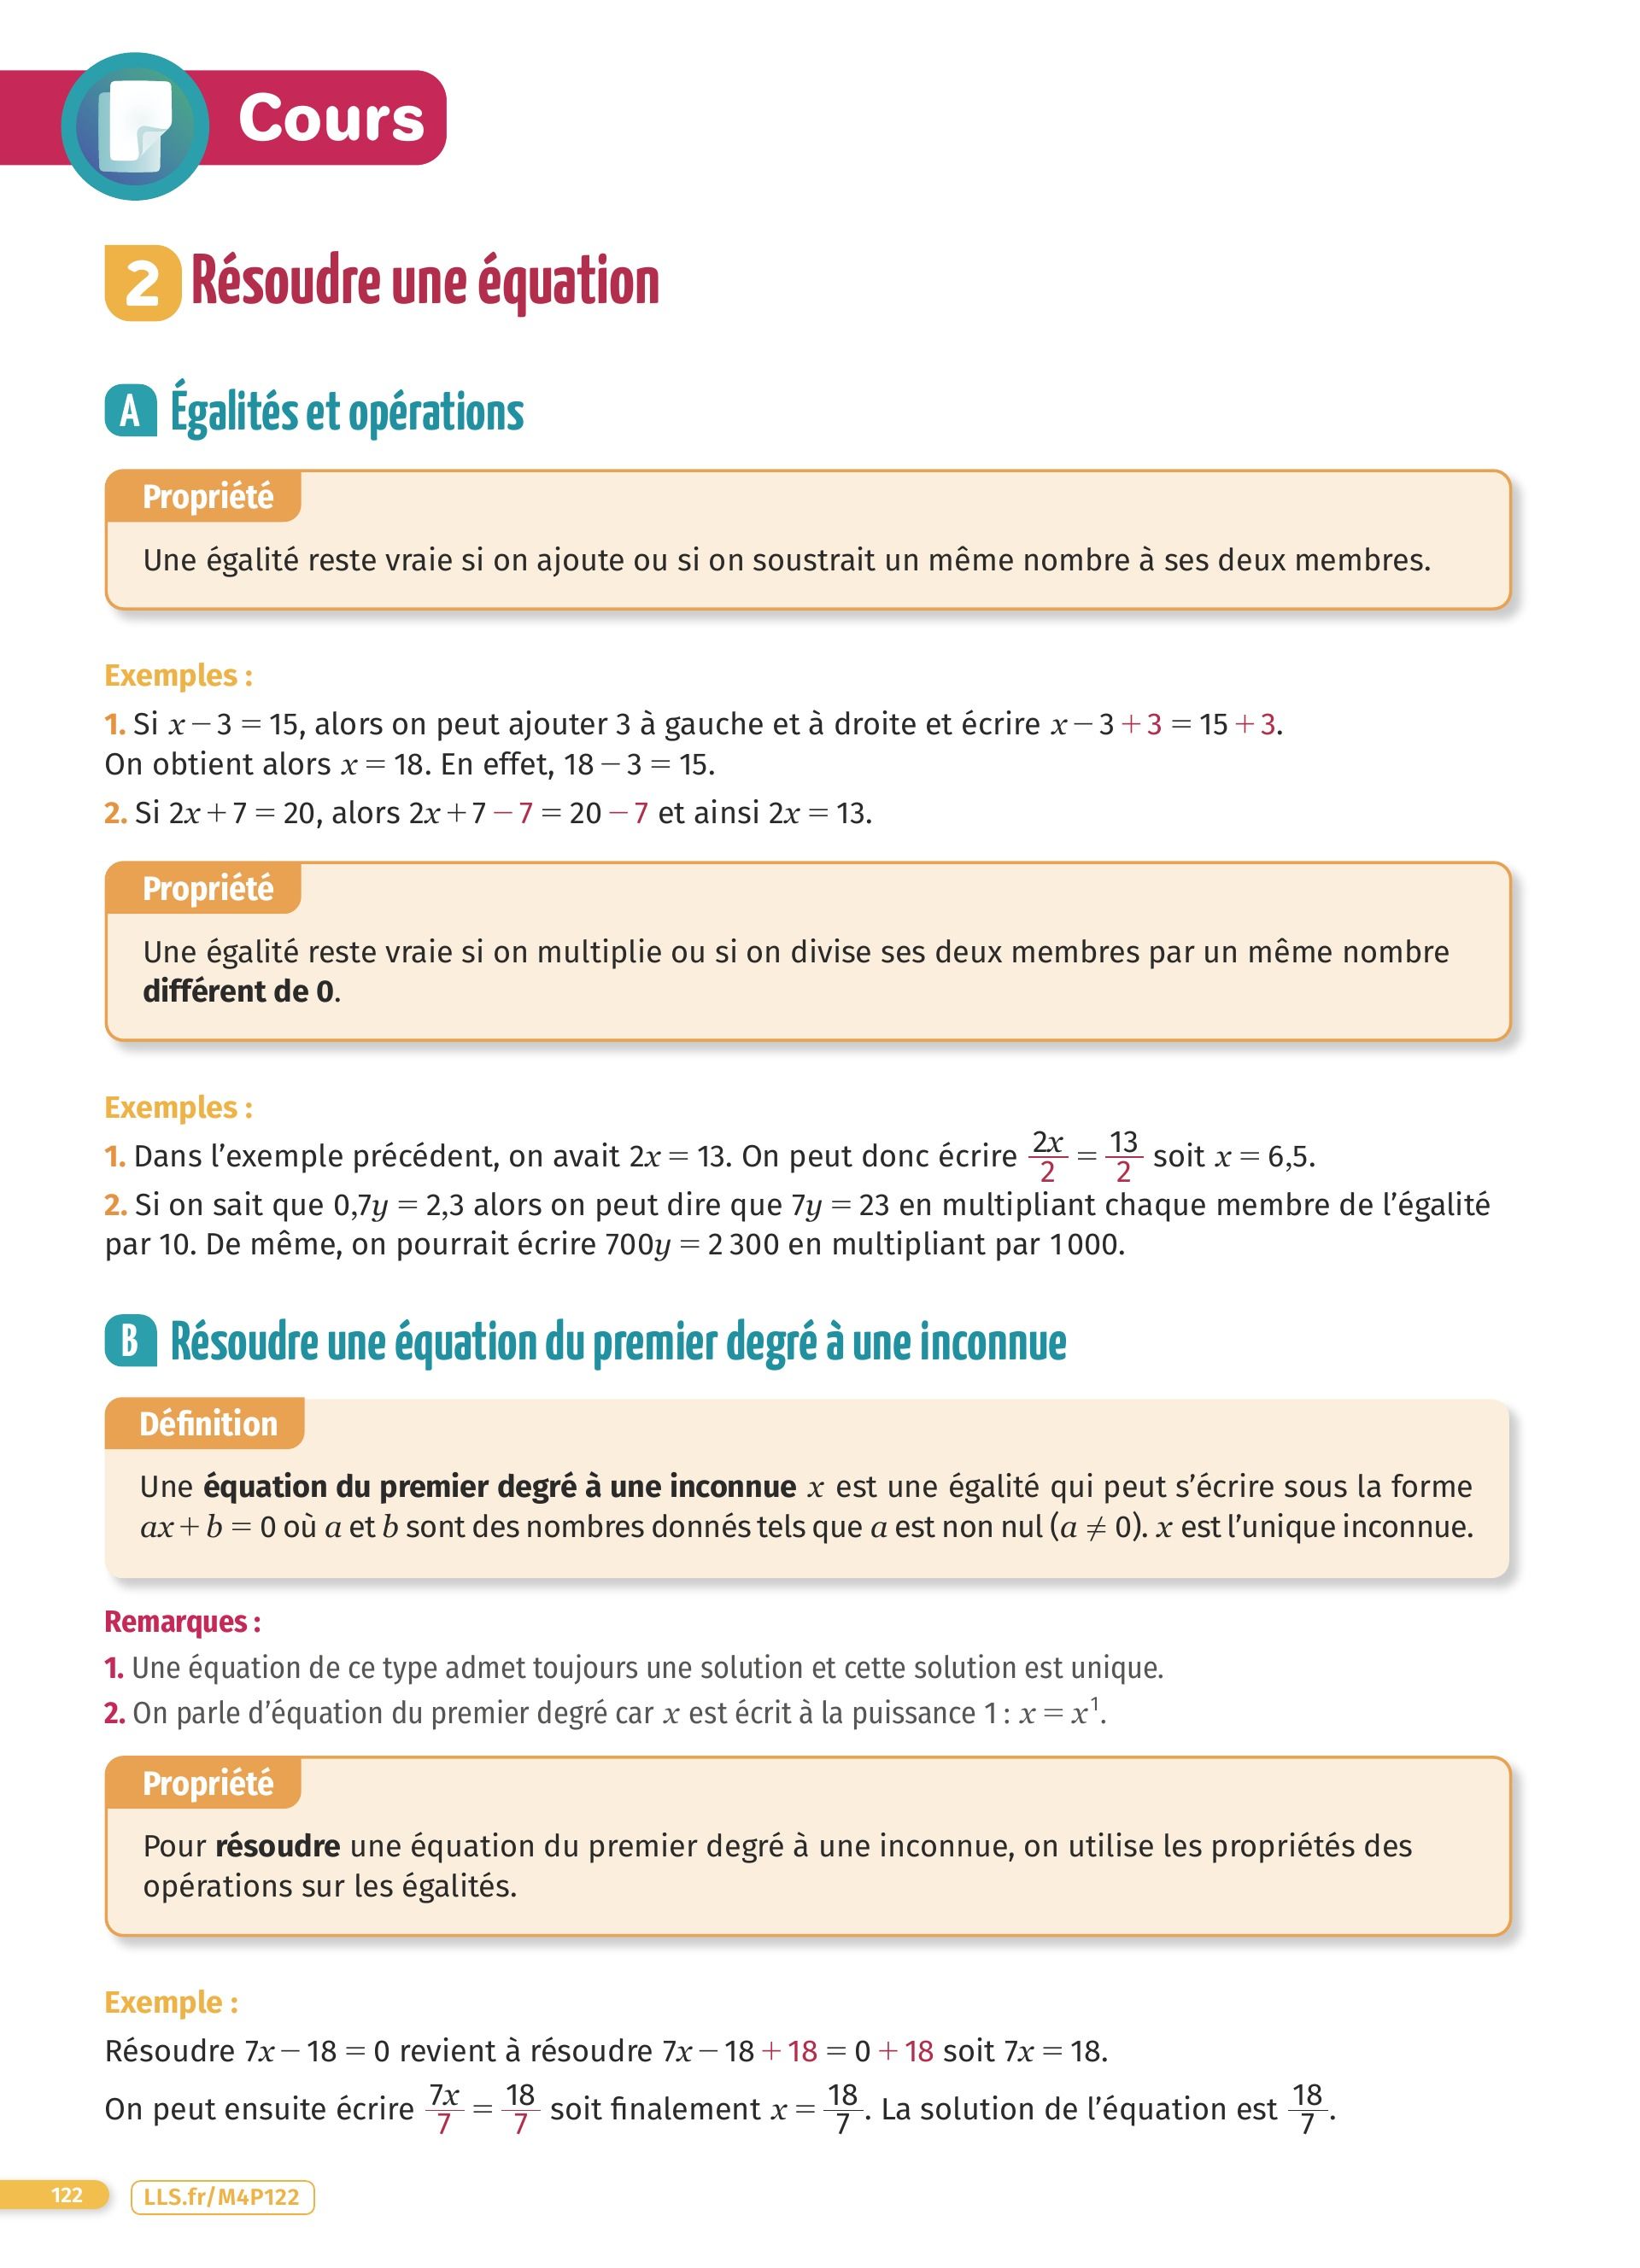 Cours
2 Résoudre une équation
A Égalités et opérations
Propriété
Une égalité reste vraie si on ajoute ou si on soustrait un même nombre à ses deux membres.
Exemples :
1. Si x − 3 = 15, alors on peut ajouter 3 à gauche et à droite et écrire x − 3 + 3 = 15 + 3.
On obtient alors x = 18. En effet, 18 − 3 = 15.
2. Si 2x + 7 = 20, alors 2x + 7 − 7 = 20 − 7 et ainsi 2x = 13.
Propriété
Une égalité reste vraie si on multiplie ou si on divise ses deux membres par un même nombre
différent de 0.
Exemples :
1. Dans l’exemple précédent, on avait 2x = 13. On peut donc écrire 2x/2 = 13/2 soit x = 6,5.
2. Si on sait que 0,7y = 2,3 alors on peut dire que 7y = 23 en multipliant chaque membre de l’égalité
par 10. De même, on pourrait écrire 700y = 2 300 en multipliant par 1 000.
B Résoudre une équation du premier degré à une inconnue
Définition
Une équation du premier degré à une inconnue x est une égalité qui peut s’écrire sous la forme
ax + b = 0 où a et b sont des nombres donnés tels que a est non nul (a ≠ 0). x est l’unique inconnue.
Remarques :
1. Une équation de ce type admet toujours une solution et cette solution est unique.
2. On parle d’équation du premier degré car x est écrit à la puissance 1 : x = x¹.
Propriété
Pour résoudre une équation du premier degré à une inconnue, on utilise les propriétés des
opérations sur les égalités.
Exemple :
Résoudre 7x − 18 = 0 revient à résoudre 7x − 18 + 18 = 0 + 18 soit 7x = 18.
On peut ensuite écrire 7x/7 = 18/7 soit finalement x = 18/7. La solution de l’équation est 18/7.
122 LLS.fr/M4P122